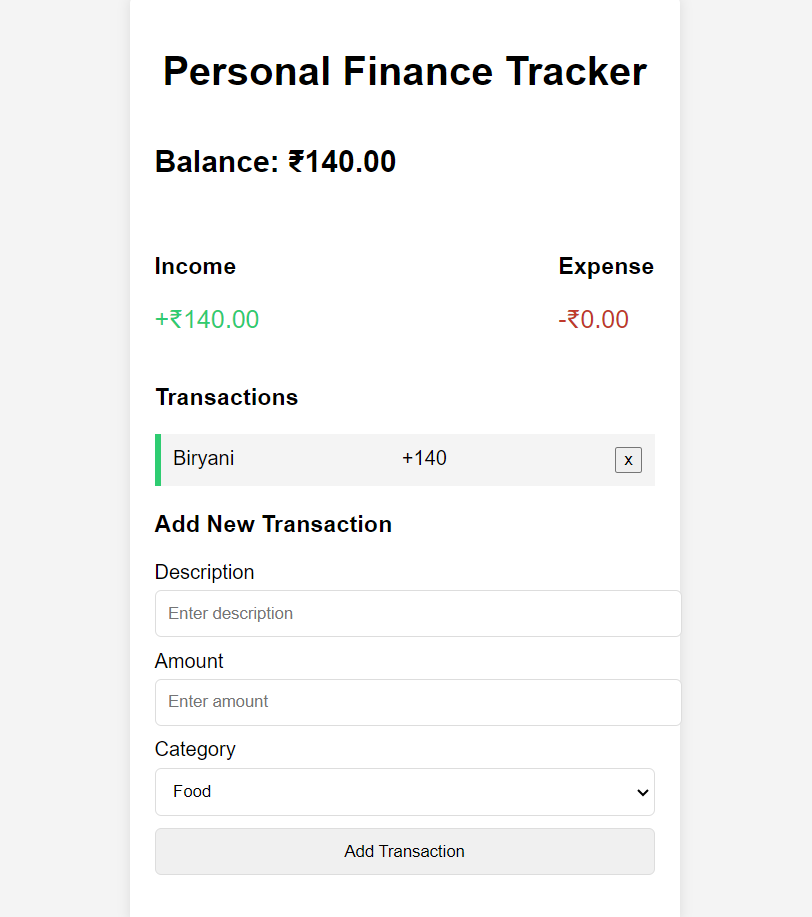 Personal Finance Tracker
Balance: ₹140.00
Income Expense
+₹140.00 -₹0.00
Transactions
Biryani +140 x
Add New Transaction
Description
Enter description
Amount
Enter amount
Category
Food
Add Transaction